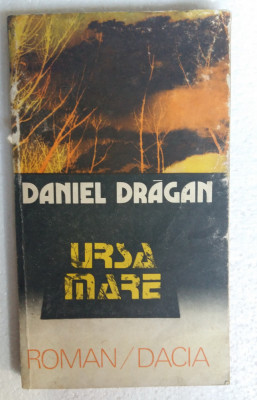 DANIEL DRĂGAN
URSA
MARE
ROMAN/DACIA